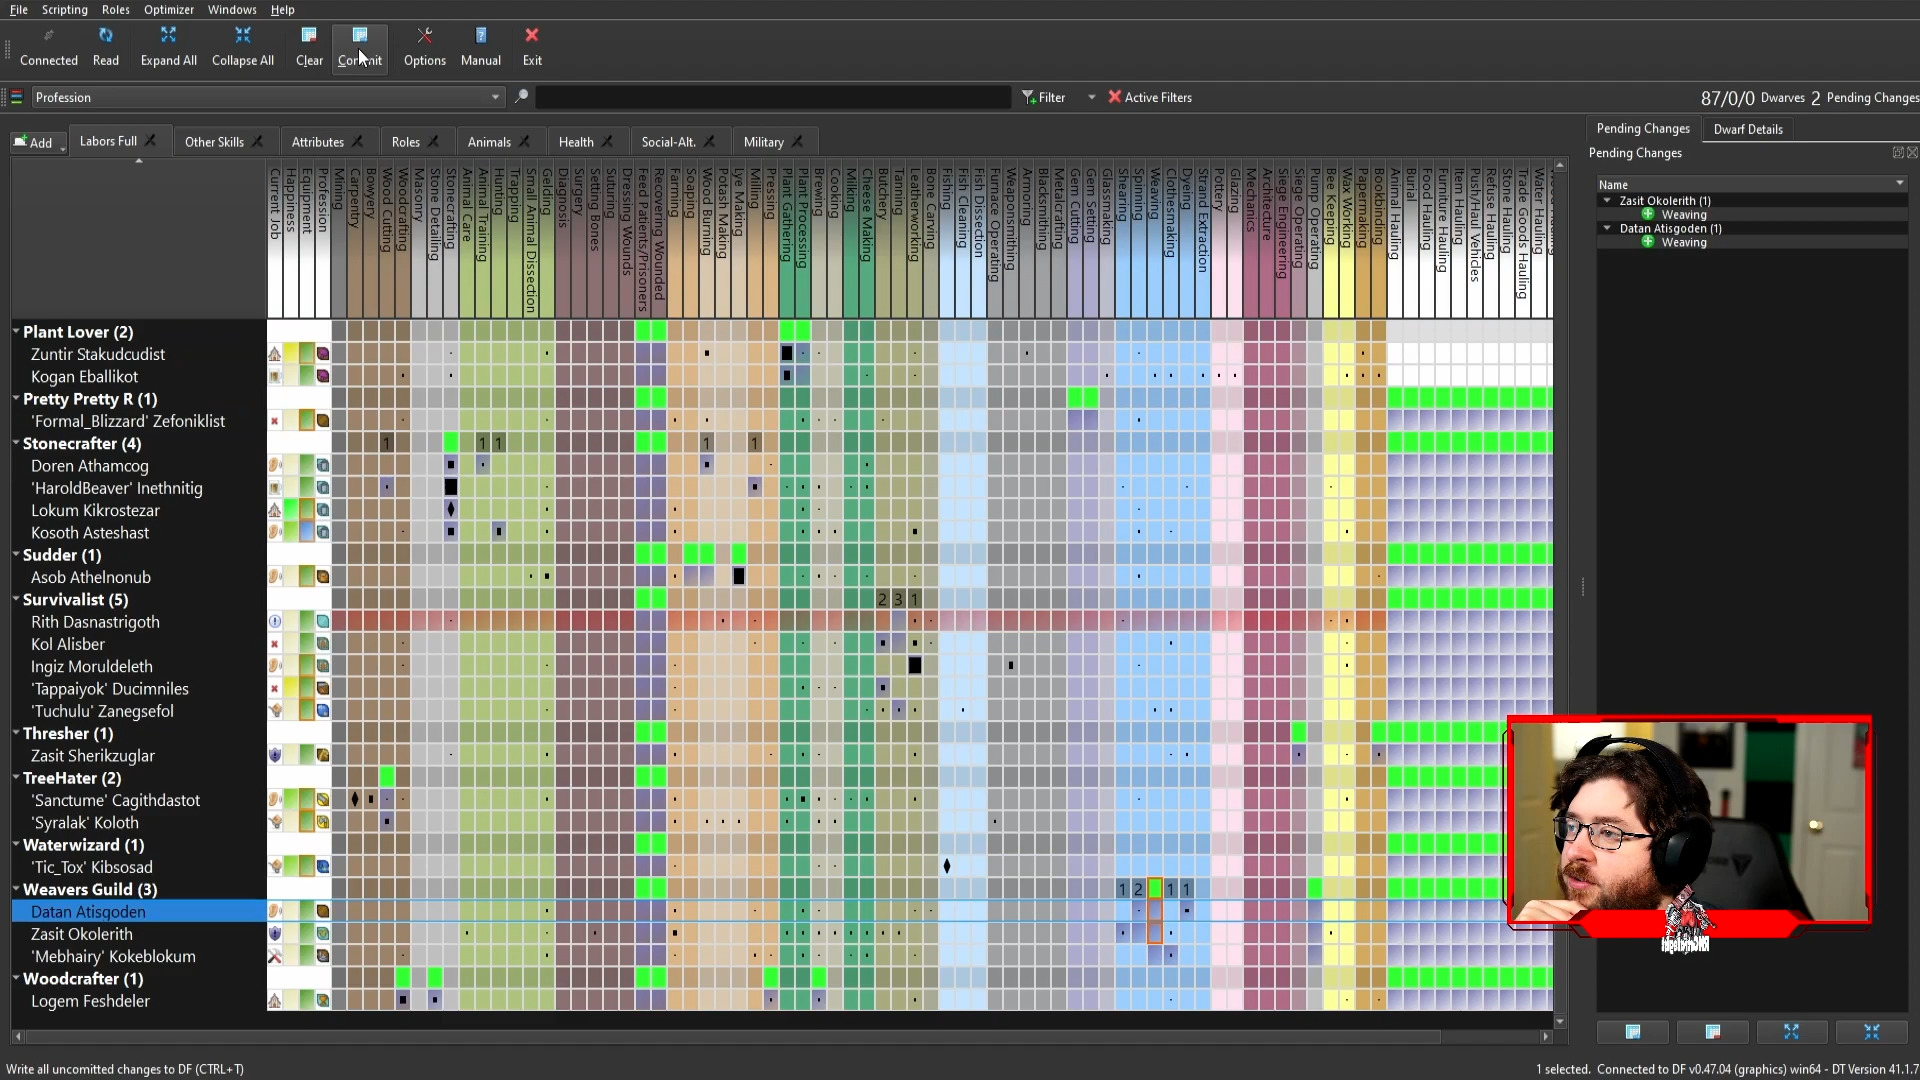 File Scripting Roles Optimizer Windows Help
Connected Read Expand All Collapse All Clear Commit Options Manual Exit
Profession Filter Active Filters 87/0/0 Dwarves 2 Pending Changes
Add Labors Full Other Skills Attributes Roles Animals Health Social-Alt. Military
Pending Changes Dwarf Details
Pending Changes
Name
Zasit Okolerith (1)
Weaving
Datan Atisgoden (1)
Weaving
Current Job
Happiness
Equipment
Profession
Mining
Carpentry
Bowyery
Wood Cutting
Woodcrafting
Masonry
Stone Detailing
Stonecrafting
Animal Care
Animal Training
Hunting
Trapping
Small Animal Dissection
Gelding
Diagnosis
Surgery
Setting Bones
Suturing
Dressing Wounds
Feed Patients/Prisoners
Recovering Wounded
Farming
Soaping
Wood Burning
Potash Making
Lye Making
Milling
Pressing
Plant Gathering
Plant Processing
Brewing
Cooking
Milking
Cheese Making
Butchery
Tanning
Leatherworking
Bone Carving
Fishing
Fish Cleaning
Fish Dissection
Furnace Operating
Weaponsmithing
Armoring
Blacksmithing
Metalcrafting
Gem Cutting
Gem Setting
Glassmaking
Shearing
Spinning
Weaving
Clothesmaking
Dyeing
Strand Extraction
Pottery
Glazing
Mechanics
Architecture
Siege Engineering
Siege Operating
Pump Operating
Bee Keeping
Wax Working
Papermaking
Bookbinding
Animal Hauling
Burial
Food Hauling
Furniture Hauling
Item Hauling
Push/Haul Vehicles
Refuse Hauling
Stone Hauling
Trade Goods Hauling
Water Hauling
Plant Lover (2)
Zuntir Stakudcudist
Kogan Eballikot
Pretty Pretty R (1)
'Formal_Blizzard' Zefoniklist
Stonecrafter (4) 1 1 1 1 1
Doren Athamcog
'HaroldBeaver' Inethnitig
Lokum Kikrostezar
Kosoth Asteshast
Sudder (1)
Asob Athelnonub
Survivalist (5) 2 3 1
Rith Dasnastrigoth
Kol Alisber
Ingiz Moruldeleth
'Tappaiyok' Ducimniles
'Tuchulu' Zanegsefol
Thresher (1)
Zasit Sherikzuglar
TreeHater (2)
'Sanctume' Cagithdastot
'Syralak' Koloth
Waterwizard (1)
'Tic_Tox' Kibsosad
Weavers Guild (3) 1 2 1 1
Datan Atisgoden
Zasit Okolerith
'Mebhairy' Kokeblokum
Woodcrafter (1)
Logem Feshdeler
Write all uncomitted changes to DF (CTRL+T) 1 selected. Connected to DF v0.47.04 (graphics) win64 - DT Version 41.1.7